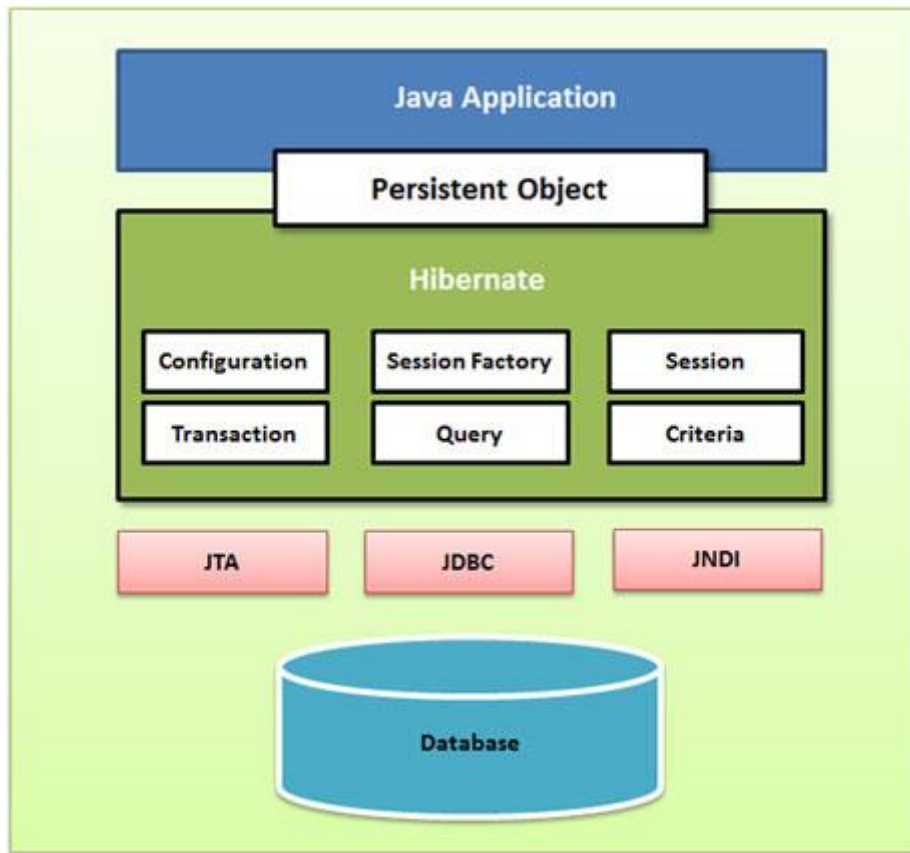 Java Application
Persistent Object
Hibernate
Configuration
Session Factory
Session
Transaction
Query
Criteria
JTA
JDBC
JNDI
Database